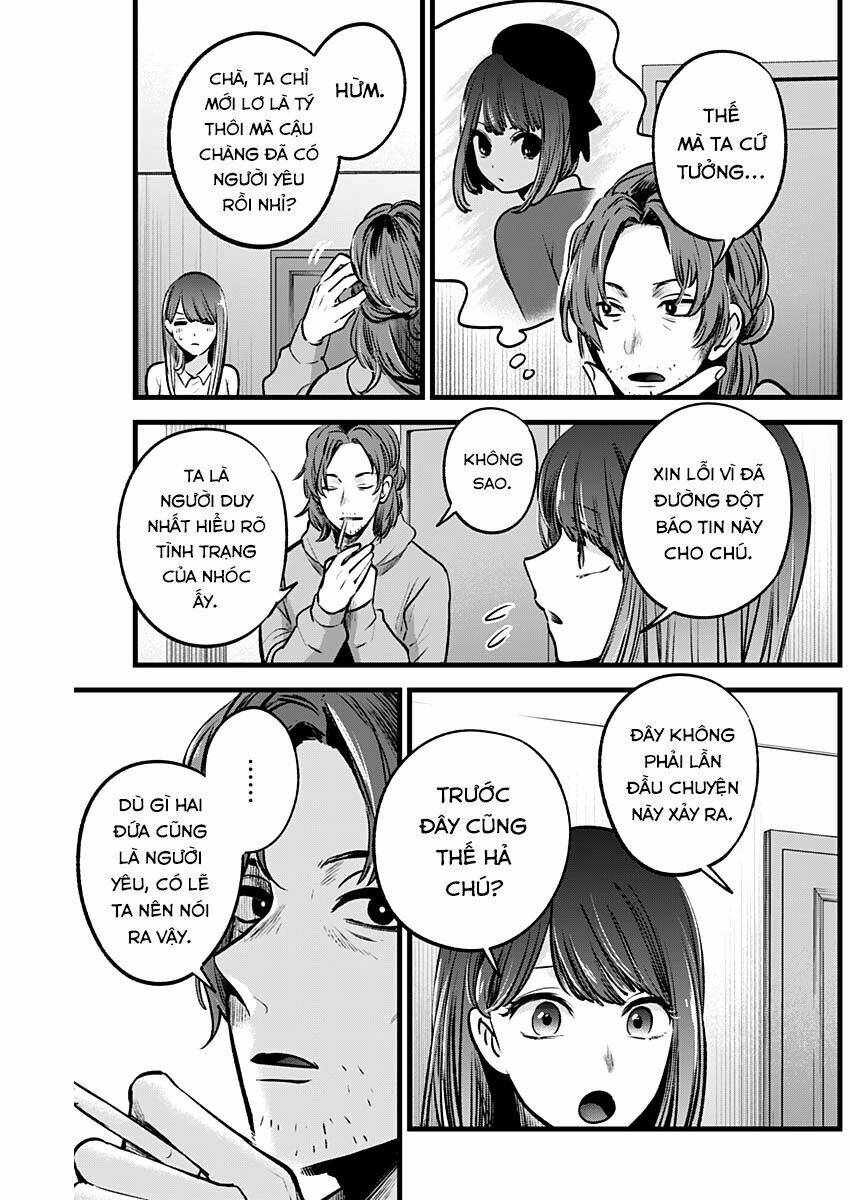 THẾ
MÀ TA CỨ
TƯỞNG...
HỪM.
CHÀ, TA CHỈ
MỚI LƠ LÀ TÝ
THÔI MÀ CẬU
CHÀNG ĐÃ CÓ
NGƯỜI YÊU
RỒI NHỈ?
XIN LỖI VÌ ĐÃ
ĐƯỜNG ĐỘT
BÁO TIN NÀY
CHO CHÚ.
KHÔNG
SAO.
TA LÀ
NGƯỜI DUY
NHẤT HIỂU RÕ
TÌNH TRẠNG
CỦA NHÓC
ẤY.
ĐÂY KHÔNG
PHẢI LẦN
ĐẦU CHUYỆN
NÀY XẢY RA.
TRƯỚC
ĐÂY CŨNG
THẾ HẢ
CHÚ?
......
DÙ GÌ HAI
ĐỨA CŨNG
LÀ NGƯỜI
YÊU, CÓ LẼ
TA NÊN NÓI
RA VẬY.